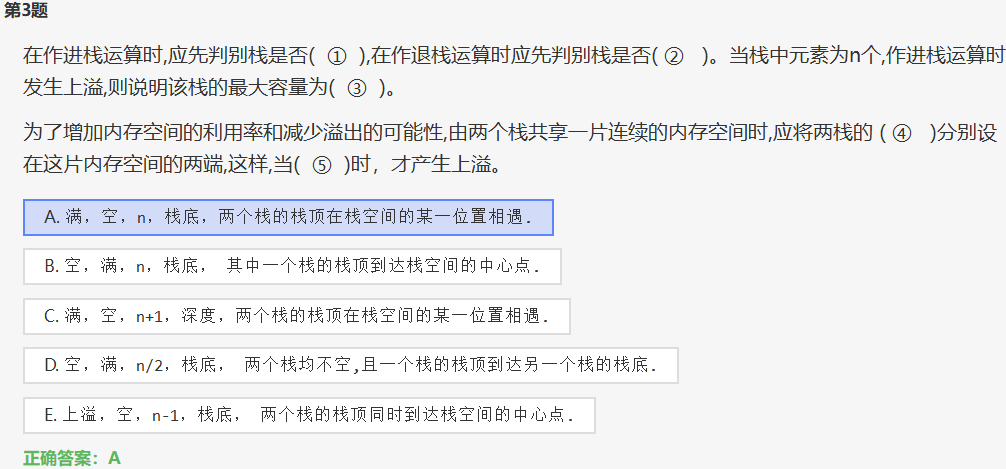 第3题
在作进栈运算时,应先判别栈是否( ① ),在作退栈运算时应先判别栈是否( ② )。当栈中元素为n个,作进栈运算时
发生上溢,则说明该栈的最大容量为( ③ )。
为了增加内存空间的利用率和减少溢出的可能性,由两个栈共享一片连续的内存空间时,应将两栈的 ( ④ )分别设
在这片内存空间的两端,这样,当( ⑤ )时，才产生上溢。
A. 满，空，n，栈底，两个栈的栈顶在栈空间的某一位置相遇.
B. 空，满，n，栈底， 其中一个栈的栈顶到达栈空间的中心点.
C. 满，空，n+1，深度，两个栈的栈顶在栈空间的某一位置相遇.
D. 空，满，n/2，栈底， 两个栈均不空,且一个栈的栈顶到达另一个栈的栈底.
E. 上溢，空，n-1，栈底， 两个栈的栈顶同时到达栈空间的中心点.
正确答案：A